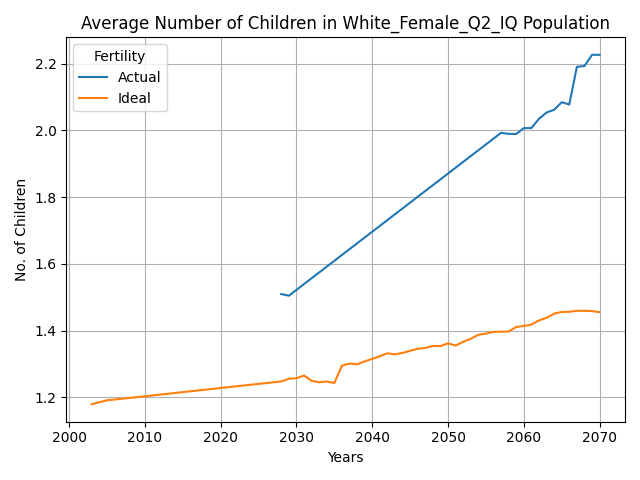 Average Number of Children in White_Female_Q2_IQ Population
Fertility
Actual
Ideal
No. of Children
2.2
2.0
1.8
1.6
1.4
1.2
2000 2010 2020 2030 2040 2050 2060 2070
Years